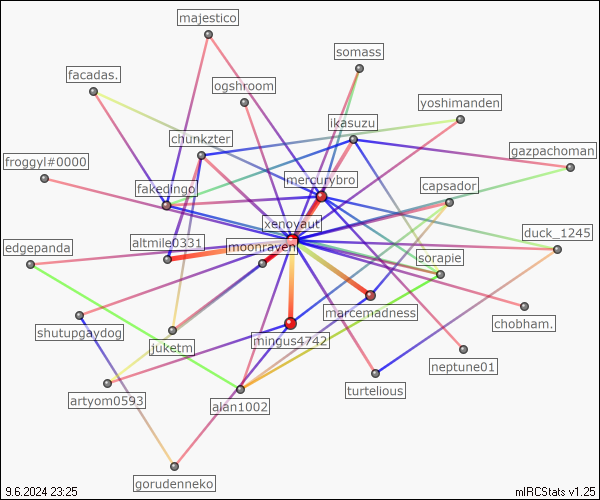 majestico
somass
facadas.
ogshroom
yoshimanden
ikasuzu
chunkzter
gazpachoman
froggyl#0000
mercurybro
fakedingo
capsador
xenoyaut
duck_1245
altmile0331
edgepanda
moonraven
sorapie
marcemadness
chobham.
shutupgaydog
mingus4742
juketm
neptune01
turtelious
artyom0593
alan1002
gorudenneko
9.6.2024 23:25
mIRCStats v1.25